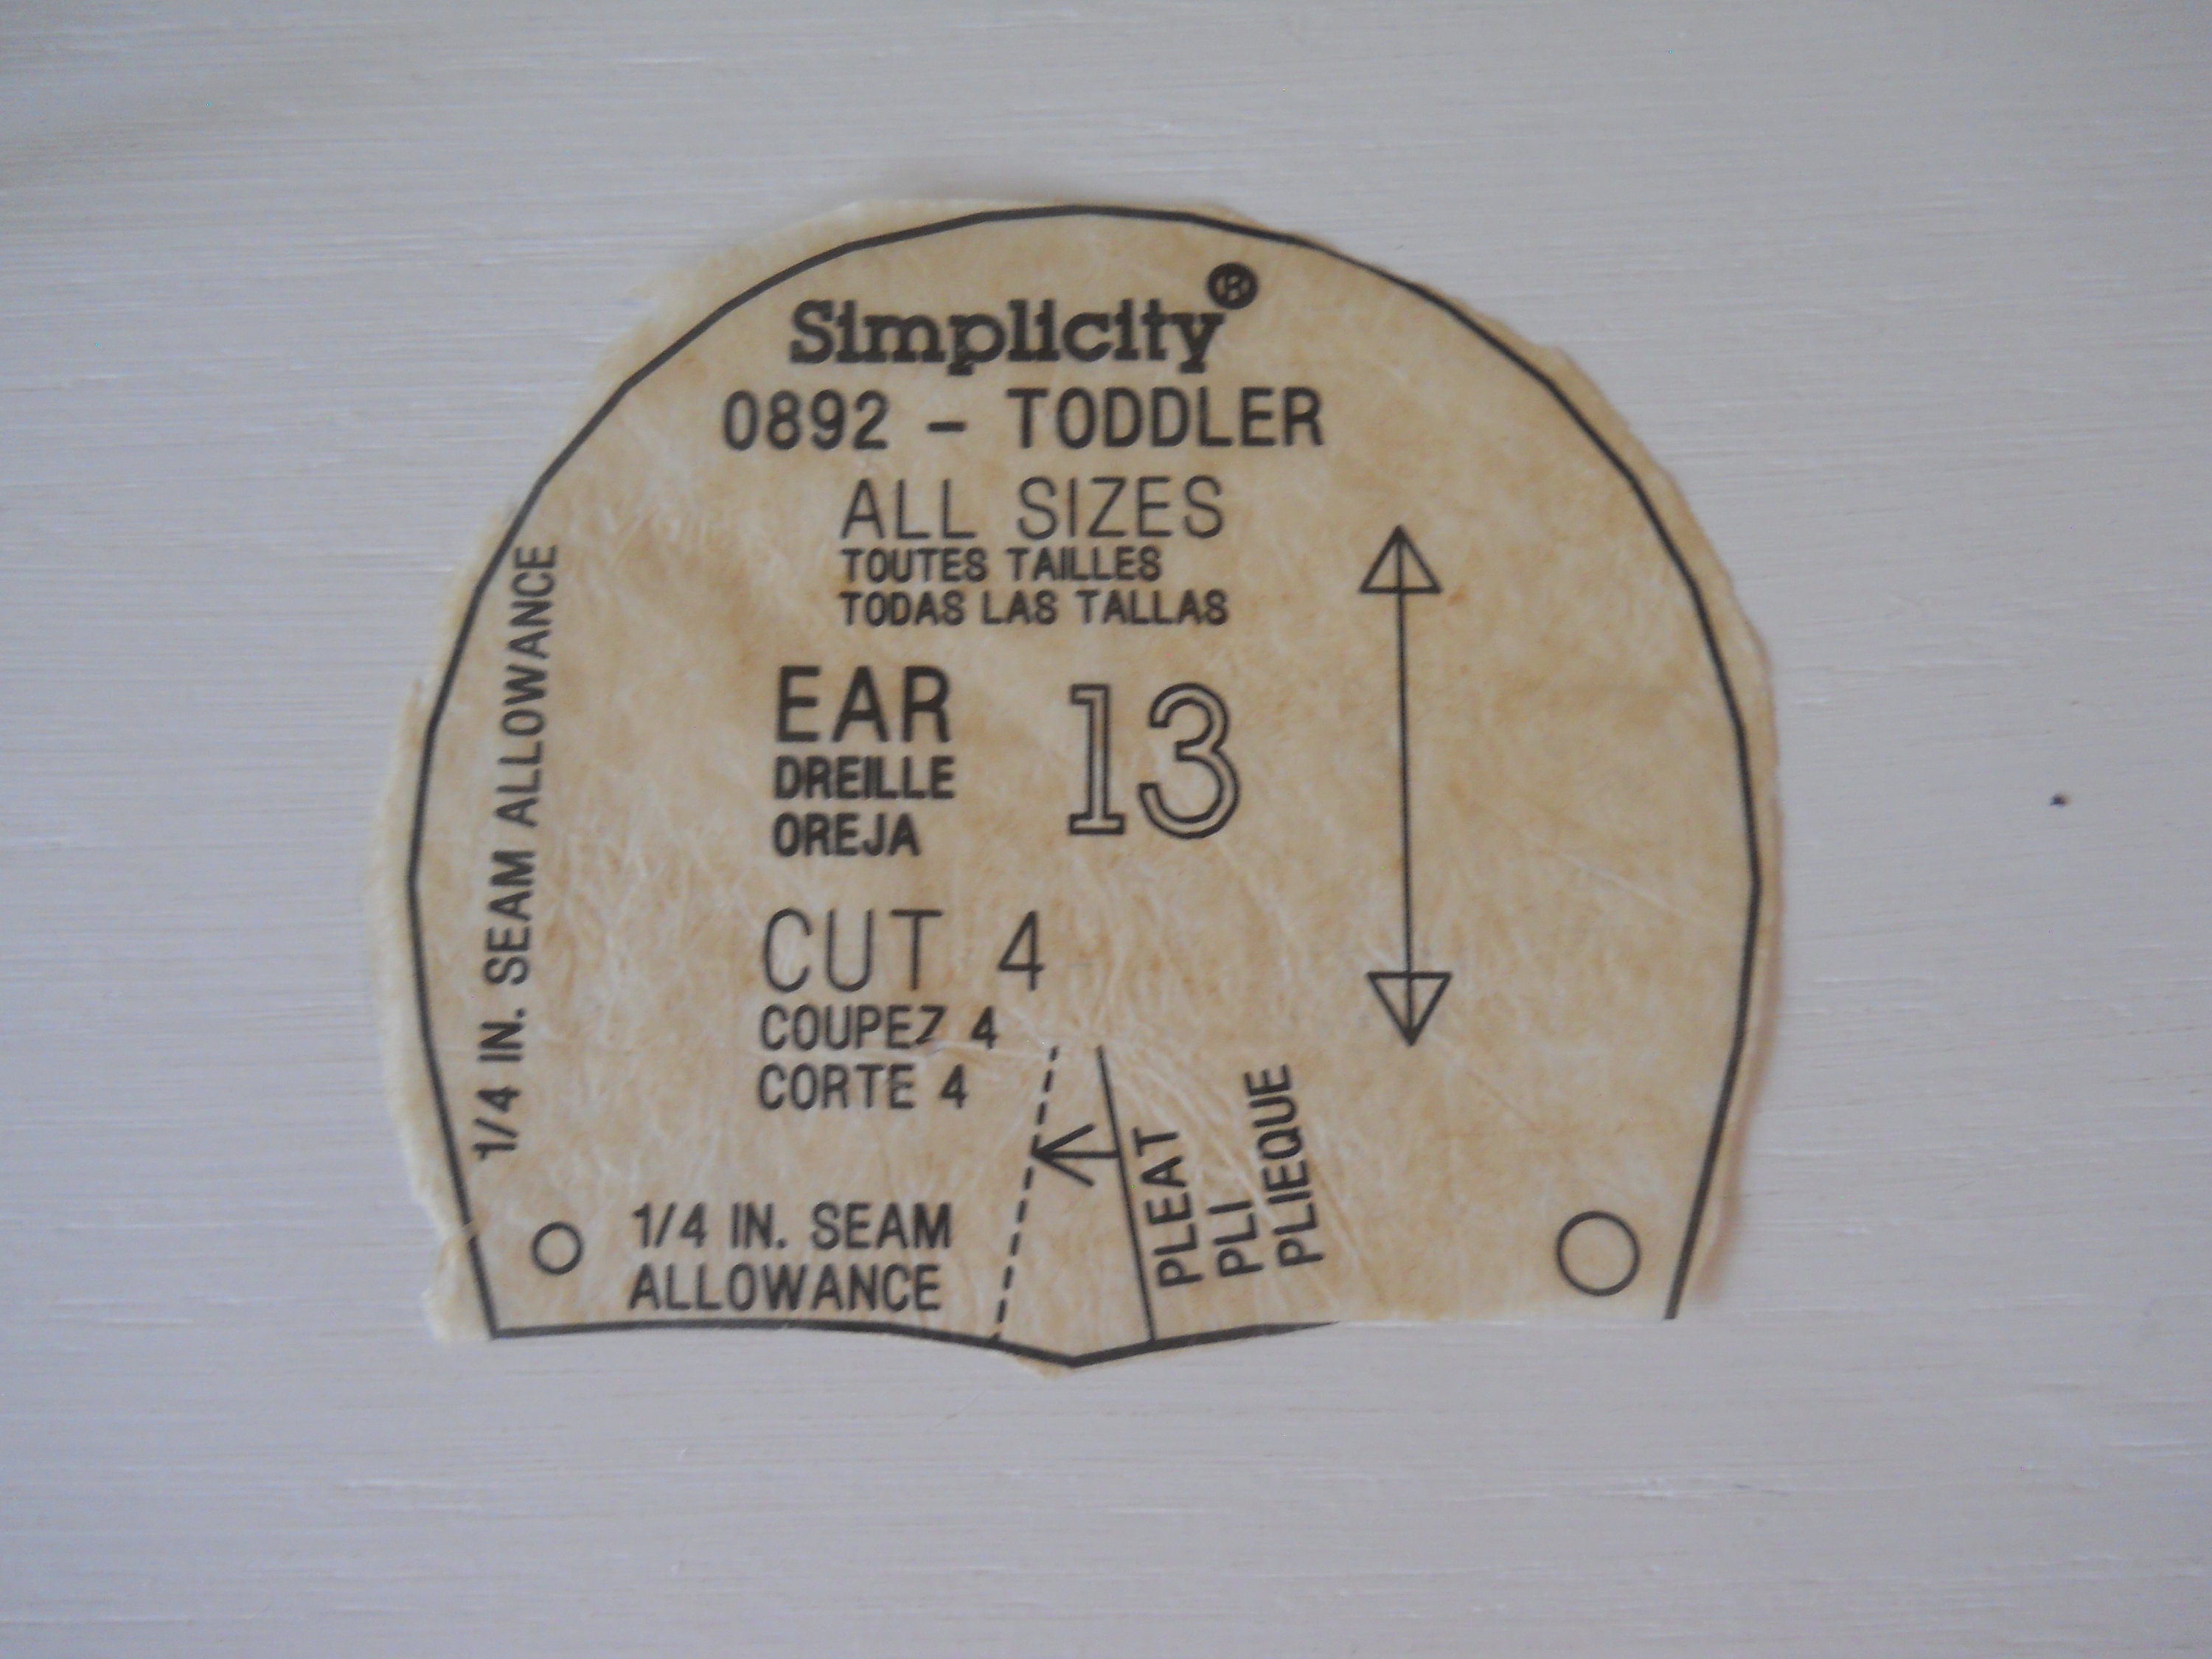 Simplicity®
0892 - TODDLER
ALL SIZES
TOUTES TAILLES
TODAS LAS TALLAS
EAR 13
DREILLE
OREJA
CUT 4
COUPEZ 4
CORTE 4
1/4 IN. SEAM ALLOWANCE
1/4 IN. SEAM
ALLOWANCE
PLEAT
PLI
PLIEQUE